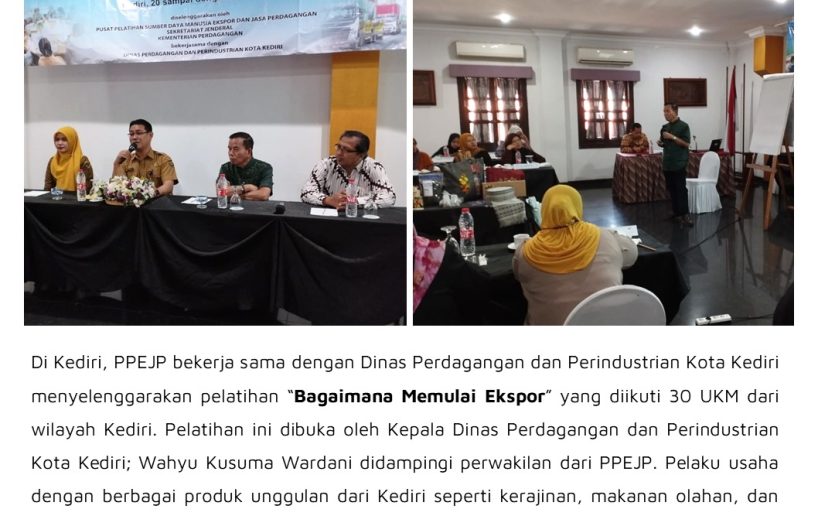 diselenggarakan oleh
PUSAT PELATIHAN SUMBER DAYA MANUSIA EKSPOR DAN JASA PERDAGANGAN
SEKRETARIAT JENDERAL
KEMENTERIAN PERDAGANGAN
bekerjasama dengan
DINAS PERDAGANGAN DAN PERINDUSTRIAN KOTA KEDIRI
Di Kediri, PPEJP bekerja sama dengan Dinas Perdagangan dan Perindustrian Kota Kediri
menyelenggarakan pelatihan “Bagaimana Memulai Ekspor” yang diikuti 30 UKM dari
wilayah Kediri. Pelatihan ini dibuka oleh Kepala Dinas Perdagangan dan Perindustrian
Kota Kediri; Wahyu Kusuma Wardani didampingi perwakilan dari PPEJP. Pelaku usaha
dengan berbagai produk unggulan dari Kediri seperti kerajinan, makanan olahan, dan